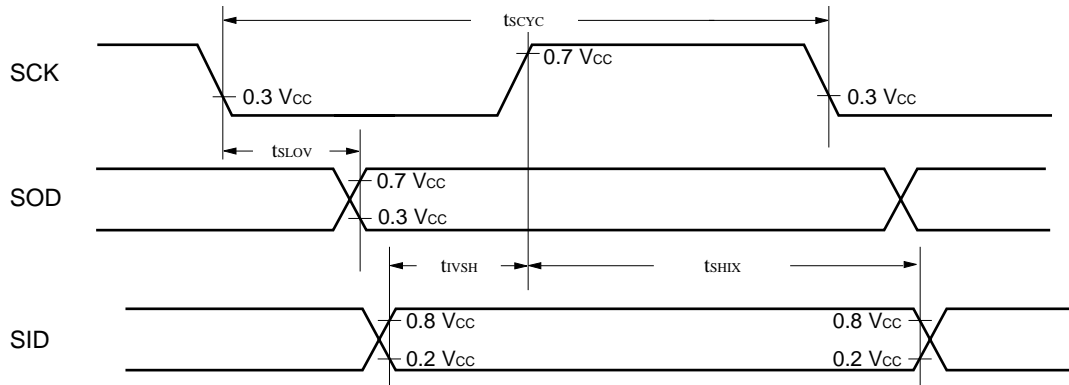 tSCYC
SCK
0.7 VCC
0.3 VCC
0.3 VCC
tSLOV
SOD
0.7 VCC
0.3 VCC
tIVSH
tSHIX
SID
0.8 VCC
0.8 VCC
0.2 VCC
0.2 VCC